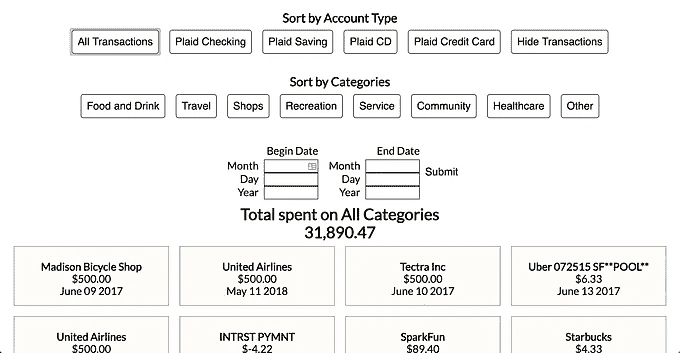 Sort by Account Type
All Transactions Plaid Checking Plaid Saving Plaid CD Plaid Credit Card Hide Transactions
Sort by Categories
Food and Drink Travel Shops Recreation Service Community Healthcare Other
Begin Date End Date
Month Month
Day Day
Year Year
Submit
Total spent on All Categories
31,890.47
Madison Bicycle Shop United Airlines Tectra Inc Uber 072515 SF**POOL**
$500.00 $500.00 $500.00 $6.33
June 09 2017 May 11 2018 June 10 2017 June 13 2017
United Airlines INTRST PYMNT SparkFun Starbucks
$500.00 $-4.22 $89.40 $4.33